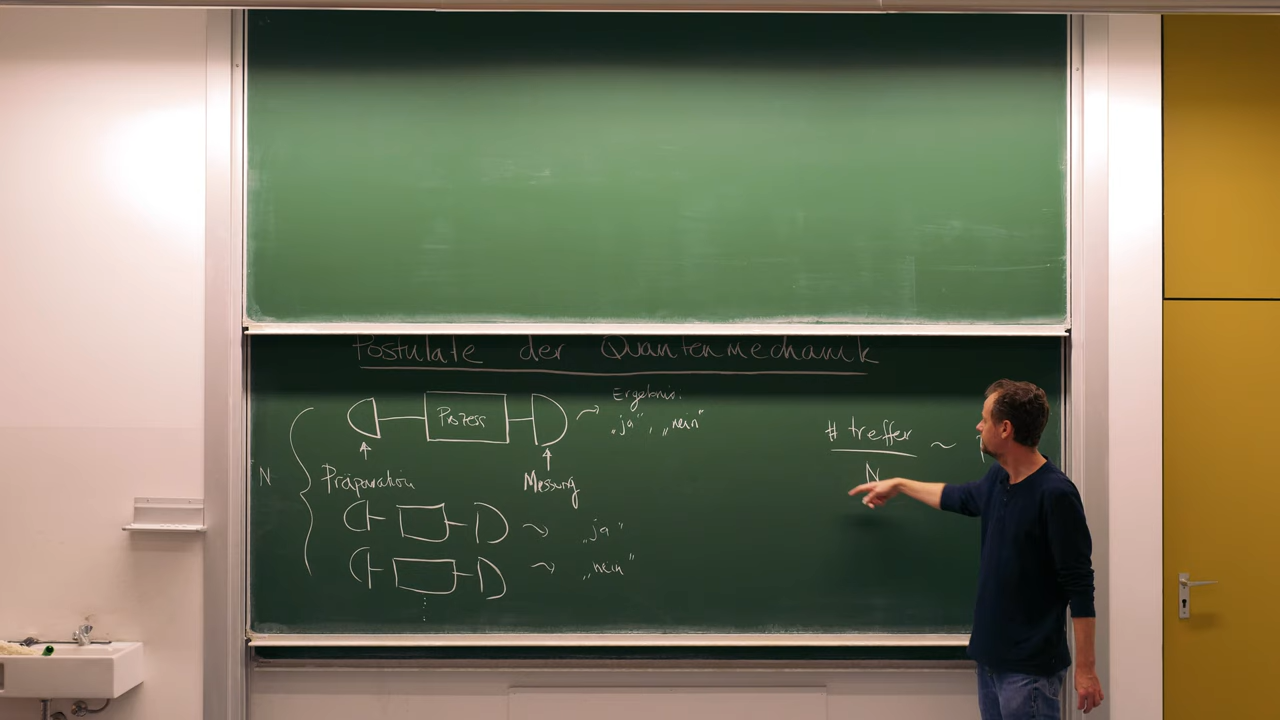 Postulate der Quantenmechanik
Prozess
Ergebnis:
„ja“, „nein“
# treffer
N
~
N
Präparation
Messung
„ja“
„nein“